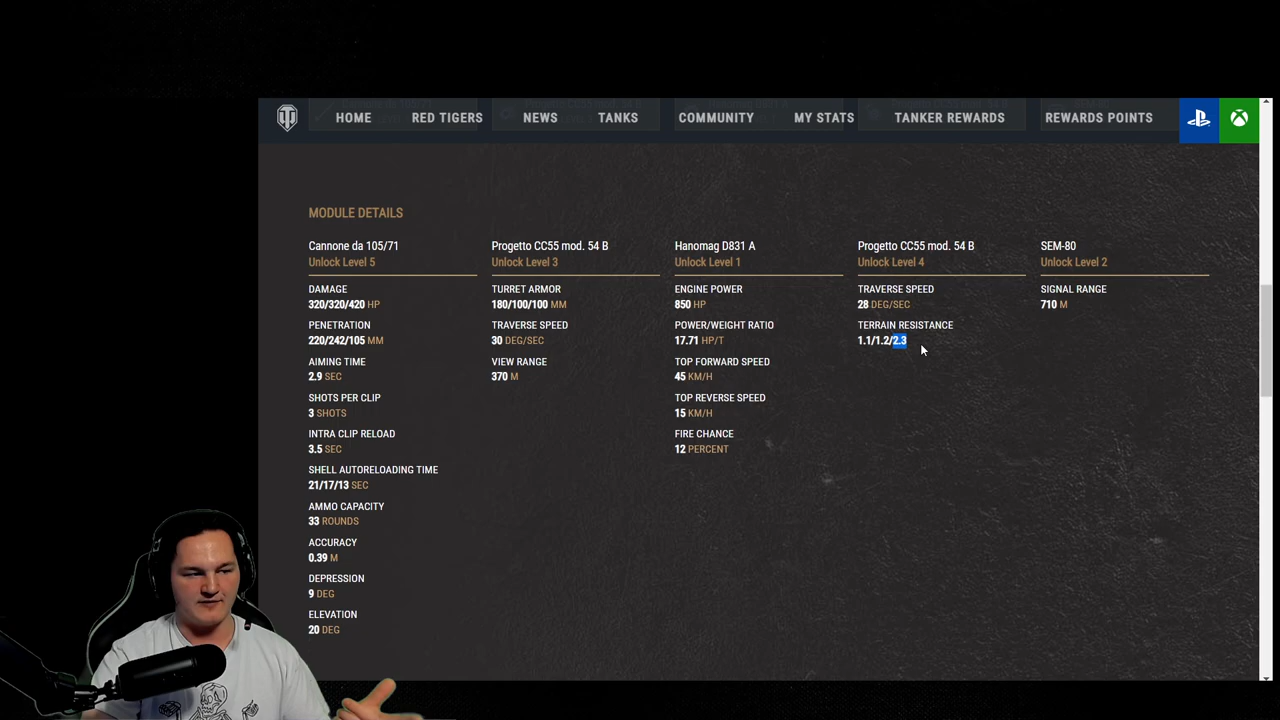 HOME RED TIGERS NEWS TANKS COMMUNITY MY STATS TANKER REWARDS REWARDS POINTS
MODULE DETAILS
Cannone da 105/71
Unlock Level 5
DAMAGE
320/320/420 HP
PENETRATION
220/242/105 MM
AIMING TIME
2.9 SEC
SHOTS PER CLIP
3 SHOTS
INTRA CLIP RELOAD
3.5 SEC
SHELL AUTORELOADING TIME
21/17/13 SEC
AMMO CAPACITY
33 ROUNDS
ACCURACY
0.39 M
DEPRESSION
9 DEG
ELEVATION
20 DEG
Progetto CC55 mod. 54 B
Unlock Level 3
TURRET ARMOR
180/100/100 MM
TRAVERSE SPEED
30 DEG/SEC
VIEW RANGE
370 M
Hanomag D831 A
Unlock Level 1
ENGINE POWER
850 HP
POWER/WEIGHT RATIO
17.71 HP/T
TOP FORWARD SPEED
45 KM/H
TOP REVERSE SPEED
15 KM/H
FIRE CHANCE
12 PERCENT
Progetto CC55 mod. 54 B
Unlock Level 4
TRAVERSE SPEED
28 DEG/SEC
TERRAIN RESISTANCE
1.1/1.2/2.3
SEM-80
Unlock Level 2
SIGNAL RANGE
710 M